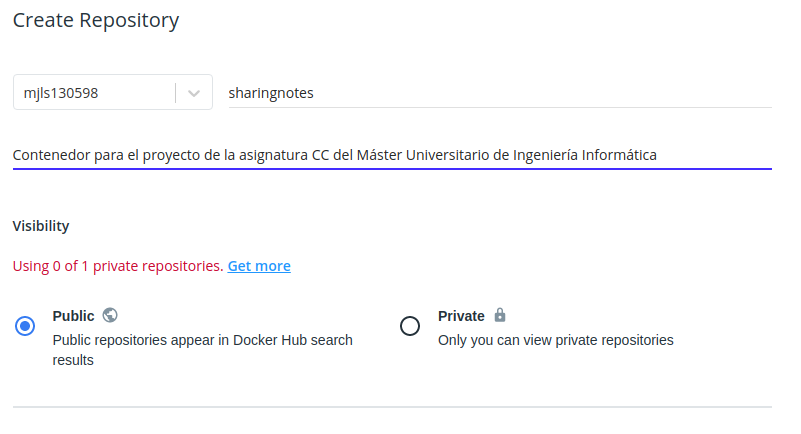 Create Repository
mjls130598
sharingnotes
Contenedor para el proyecto de la asignatura CC del Máster Universitario de Ingeniería Informática
Visibility
Using 0 of 1 private repositories. Get more
Public
Public repositories appear in Docker Hub search
results
Private
Only you can view private repositories